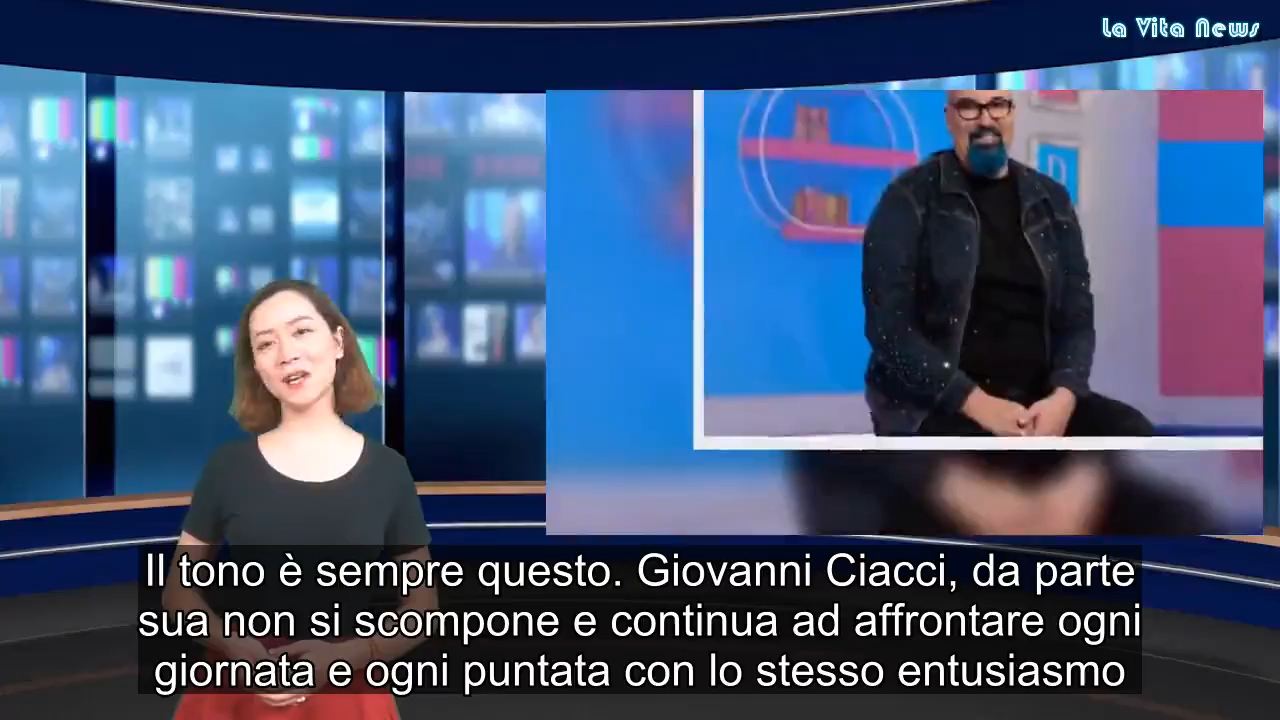 La Vita News
Il tono è sempre questo. Giovanni Ciacci, da parte
sua non si scompone e continua ad affrontare ogni
giornata e ogni puntata con lo stesso entusiasmo